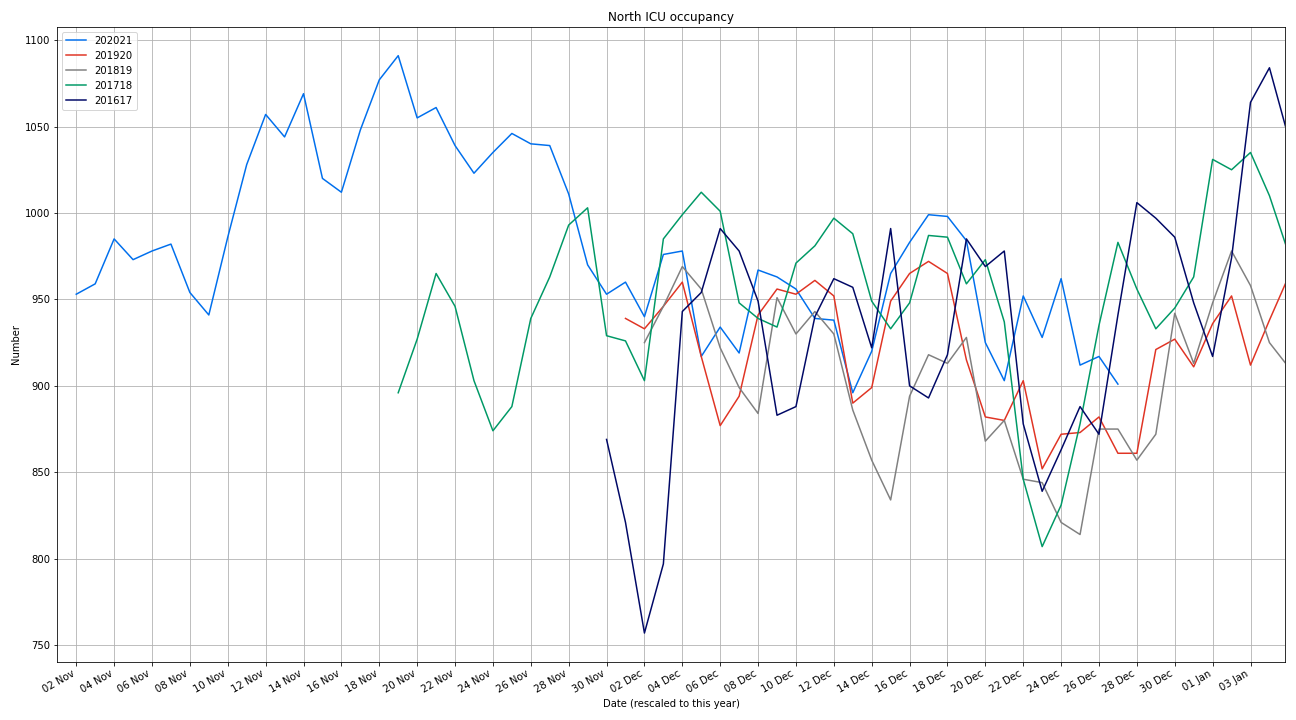 North ICU occupancy
202021
201920
201819
201718
201617
1100
1050
1000
950
900
850
800
750
Number
02 Nov
04 Nov
06 Nov
08 Nov
10 Nov
12 Nov
14 Nov
16 Nov
18 Nov
20 Nov
22 Nov
24 Nov
26 Nov
28 Nov
30 Nov
02 Dec
04 Dec
06 Dec
08 Dec
10 Dec
12 Dec
14 Dec
16 Dec
18 Dec
20 Dec
22 Dec
24 Dec
26 Dec
28 Dec
30 Dec
01 Jan
03 Jan
Date (rescaled to this year)